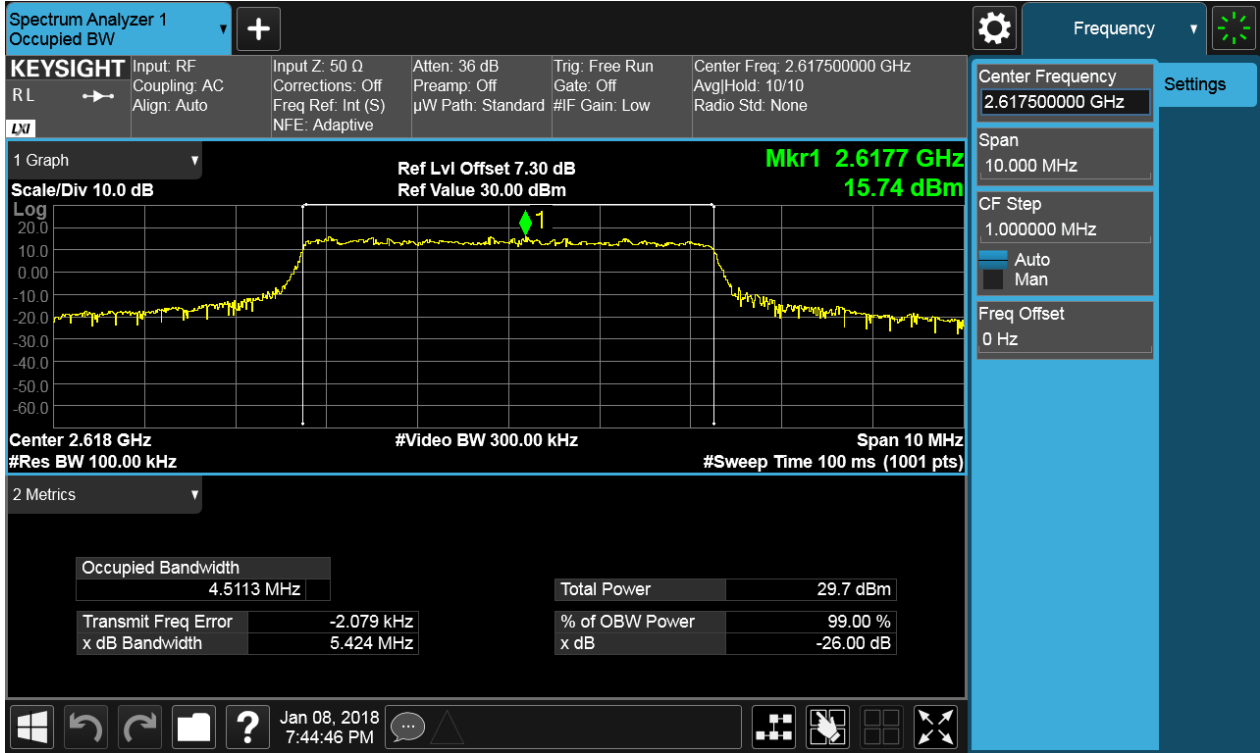 Spectrum Analyzer 1
Occupied BW
Frequency
KEYSIGHT
R L
LXI
Input: RF
Coupling: AC
Align: Auto
Input Z: 50 Ω
Corrections: Off
Freq Ref: Int (S)
NFE: Adaptive
Atten: 36 dB
Preamp: Off
µW Path: Standard
Trig: Free Run
Gate: Off
#IF Gain: Low
Center Freq: 2.617500000 GHz
Avg|Hold: 10/10
Radio Std: None
Center Frequency
2.617500000 GHz
Settings
Span
10.000 MHz
CF Step
1.000000 MHz
Auto
Man
Freq Offset
0 Hz
1 Graph
Scale/Div 10.0 dB
Ref Lvl Offset 7.30 dB
Ref Value 30.00 dBm
Mkr1 2.6177 GHz
15.74 dBm
Log
1
20.0
10.0
0.00
-10.0
-20.0
-30.0
-40.0
-50.0
-60.0
Center 2.618 GHz
#Video BW 300.00 kHz
Span 10 MHz
#Res BW 100.00 kHz
#Sweep Time 100 ms (1001 pts)
2 Metrics
Occupied Bandwidth
4.5113 MHz
Total Power 29.7 dBm
Transmit Freq Error -2.079 kHz
% of OBW Power 99.00 %
x dB Bandwidth 5.424 MHz
x dB -26.00 dB
?
Jan 08, 2018
7:44:46 PM